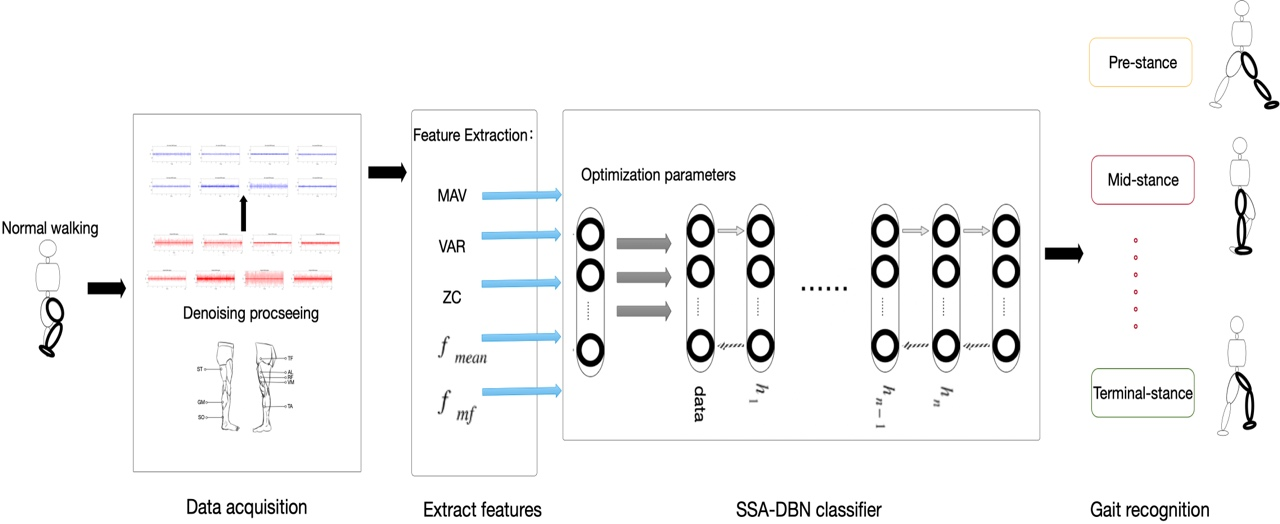 Normal walking
Denoising procseeing
ST
GM
SO
TF
AL
RF
VM
TA
Data acquisition
Feature Extraction:
MAV
VAR
ZC
f mean
f mf
Extract features
Optimization parameters
......
data
h 1
h n-1
h n
SSA-DBN classifier
Pre-stance
Mid-stance
Terminal-stance
Gait recognition